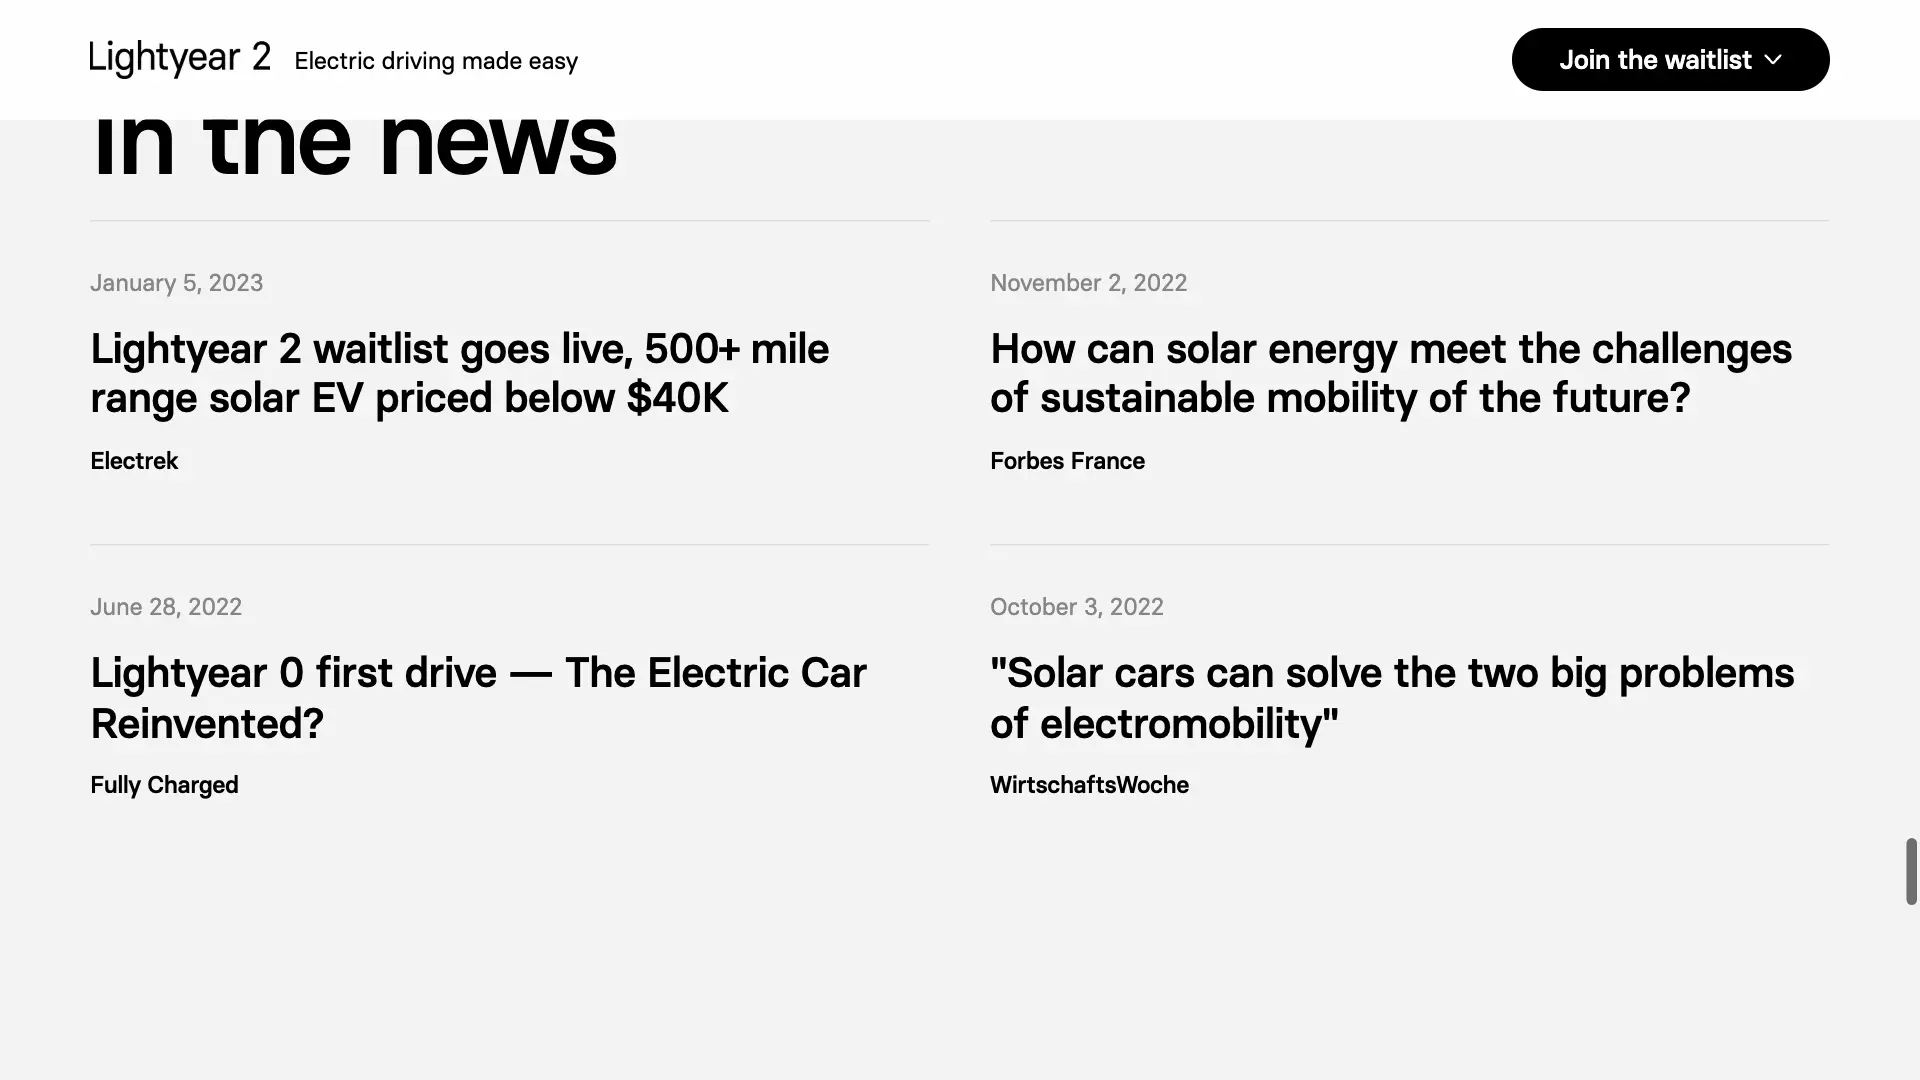 Lightyear 2 Electric driving made easy
Join the waitlist
In the news
January 5, 2023
Lightyear 2 waitlist goes live, 500+ mile
range solar EV priced below $40K
Electrek
November 2, 2022
How can solar energy meet the challenges
of sustainable mobility of the future?
Forbes France
June 28, 2022
Lightyear 0 first drive — The Electric Car
Reinvented?
Fully Charged
October 3, 2022
"Solar cars can solve the two big problems
of electromobility"
WirtschaftsWoche